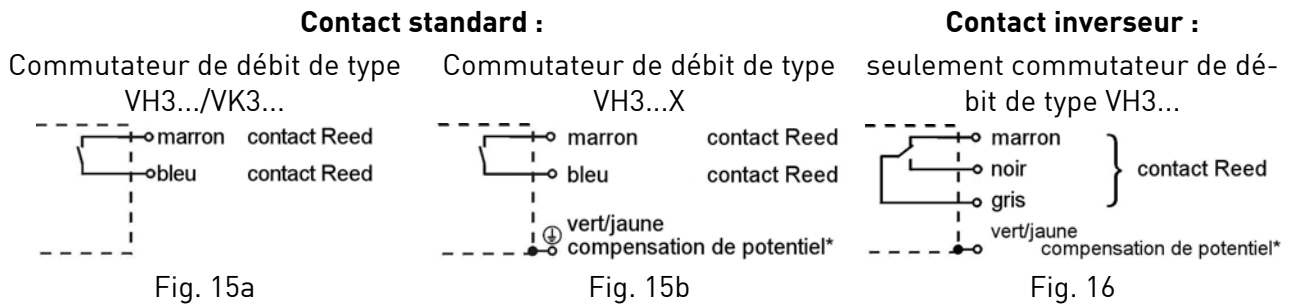 Contact standard :
Contact inverseur :
Commutateur de débit de type
VH3.../VK3...
Commutateur de débit de type
VH3...X
seulement commutateur de dé-
bit de type VH3...
marron contact Reed
bleu contact Reed
marron contact Reed
bleu contact Reed
vert/jaune
compensation de potentiel*
marron
noir
gris
contact Reed
vert/jaune
compensation de potentiel*
Fig. 15a
Fig. 15b
Fig. 16